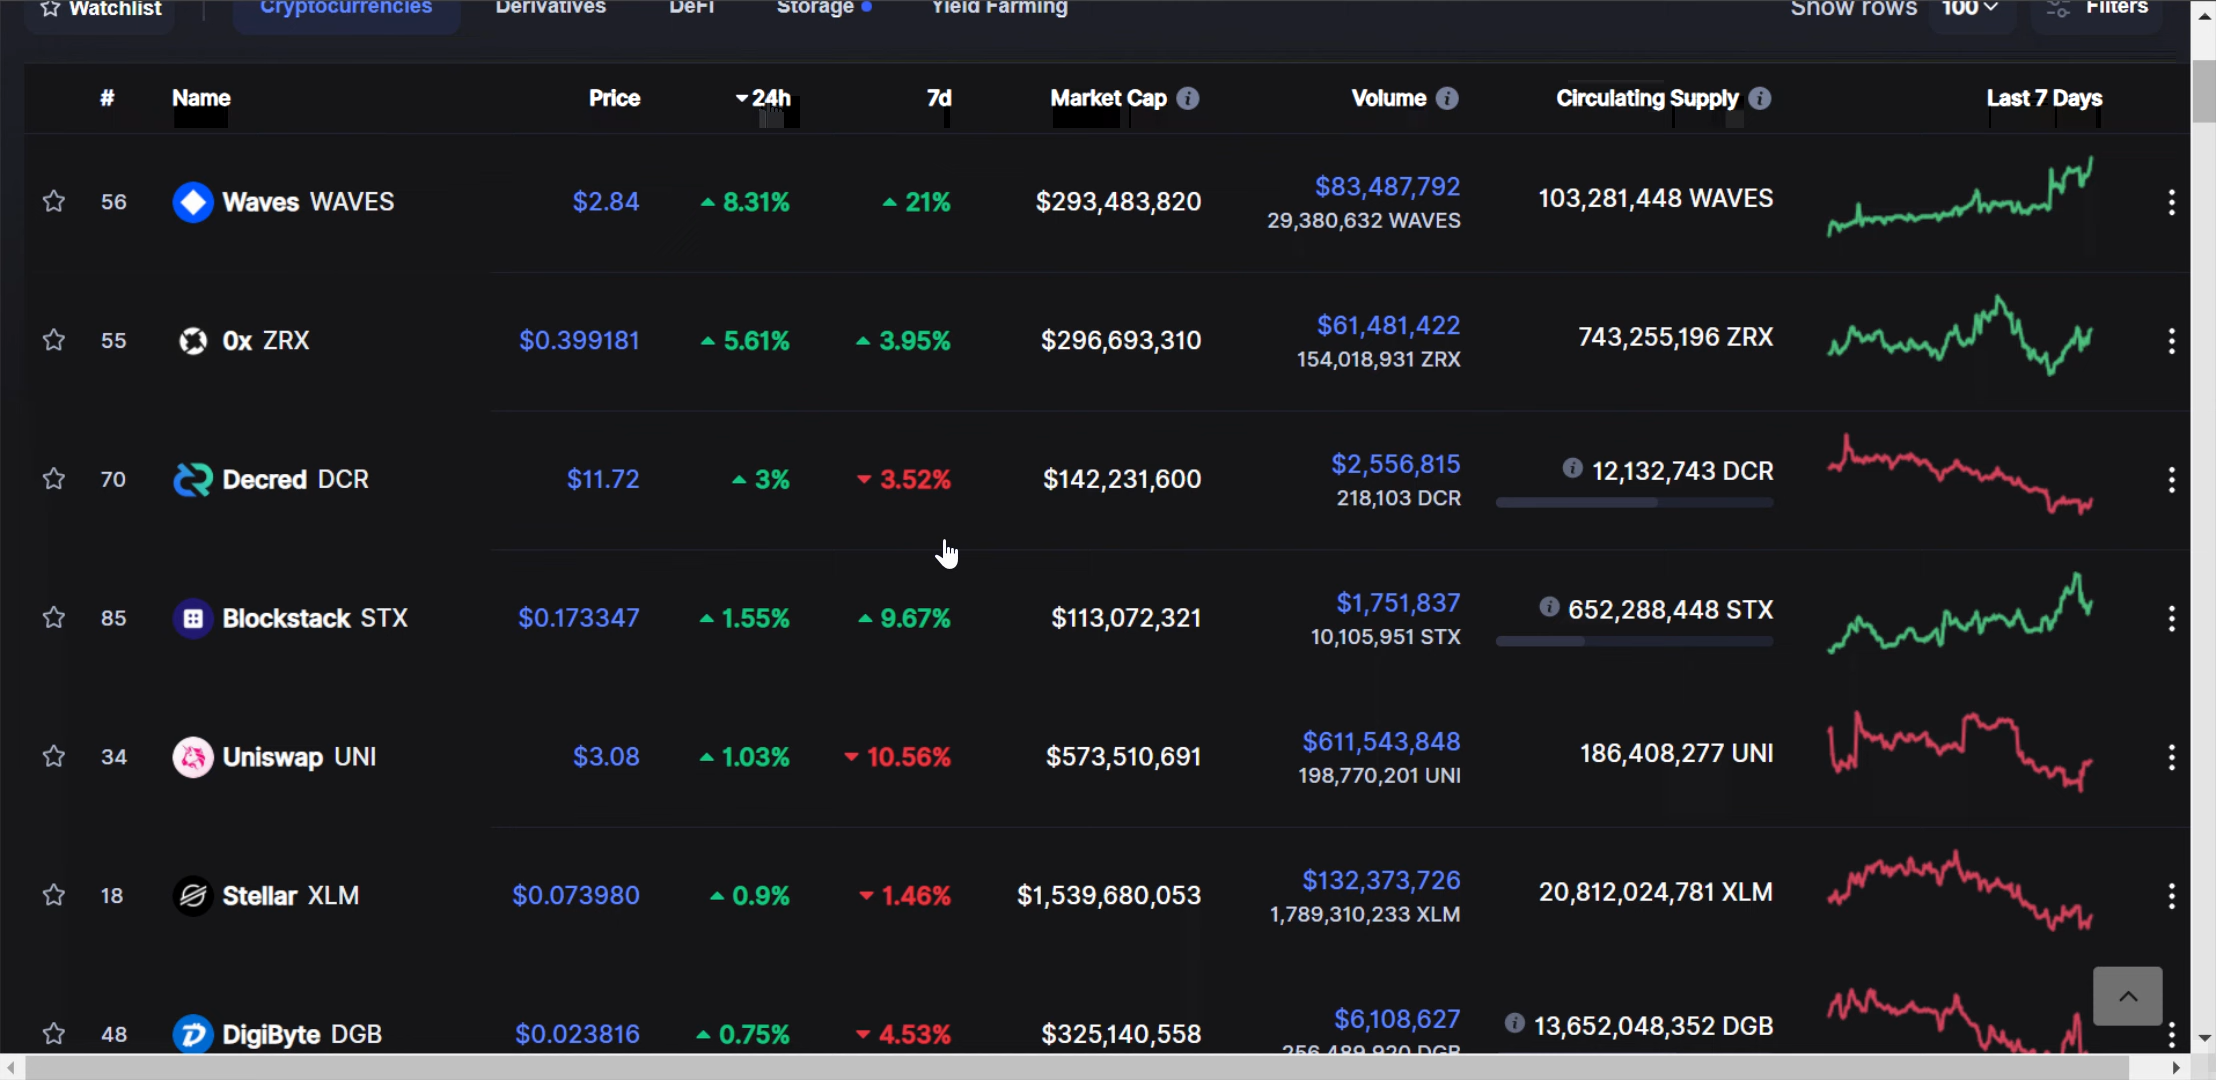 Watchlist Cryptocurrencies Derivatives DeFi Storage Yield Farming Show rows 100 Filters
# Name Price 24h 7d Market Cap Volume Circulating Supply Last 7 Days
56 Waves WAVES $2.84 8.31% 21% $293,483,820 $83,487,792 103,281,448 WAVES
29,380,632 WAVES
55 0x ZRX $0.399181 5.61% 3.95% $296,693,310 $61,481,422 743,255,196 ZRX
154,018,931 ZRX
70 Decred DCR $11.72 3% 3.52% $142,231,600 $2,556,815 12,132,743 DCR
218,103 DCR
85 Blockstack STX $0.173347 1.55% 9.67% $113,072,321 $1,751,837 652,288,448 STX
10,105,951 STX
34 Uniswap UNI $3.08 1.03% 10.56% $573,510,691 $611,543,848 186,408,277 UNI
198,770,201 UNI
18 Stellar XLM $0.073980 0.9% 1.46% $1,539,680,053 $132,373,726 20,812,024,781 XLM
1,789,310,233 XLM
48 DigiByte DGB $0.023816 0.75% 4.53% $325,140,558 $6,108,627 13,652,048,352 DGB
256,489,920 DGB